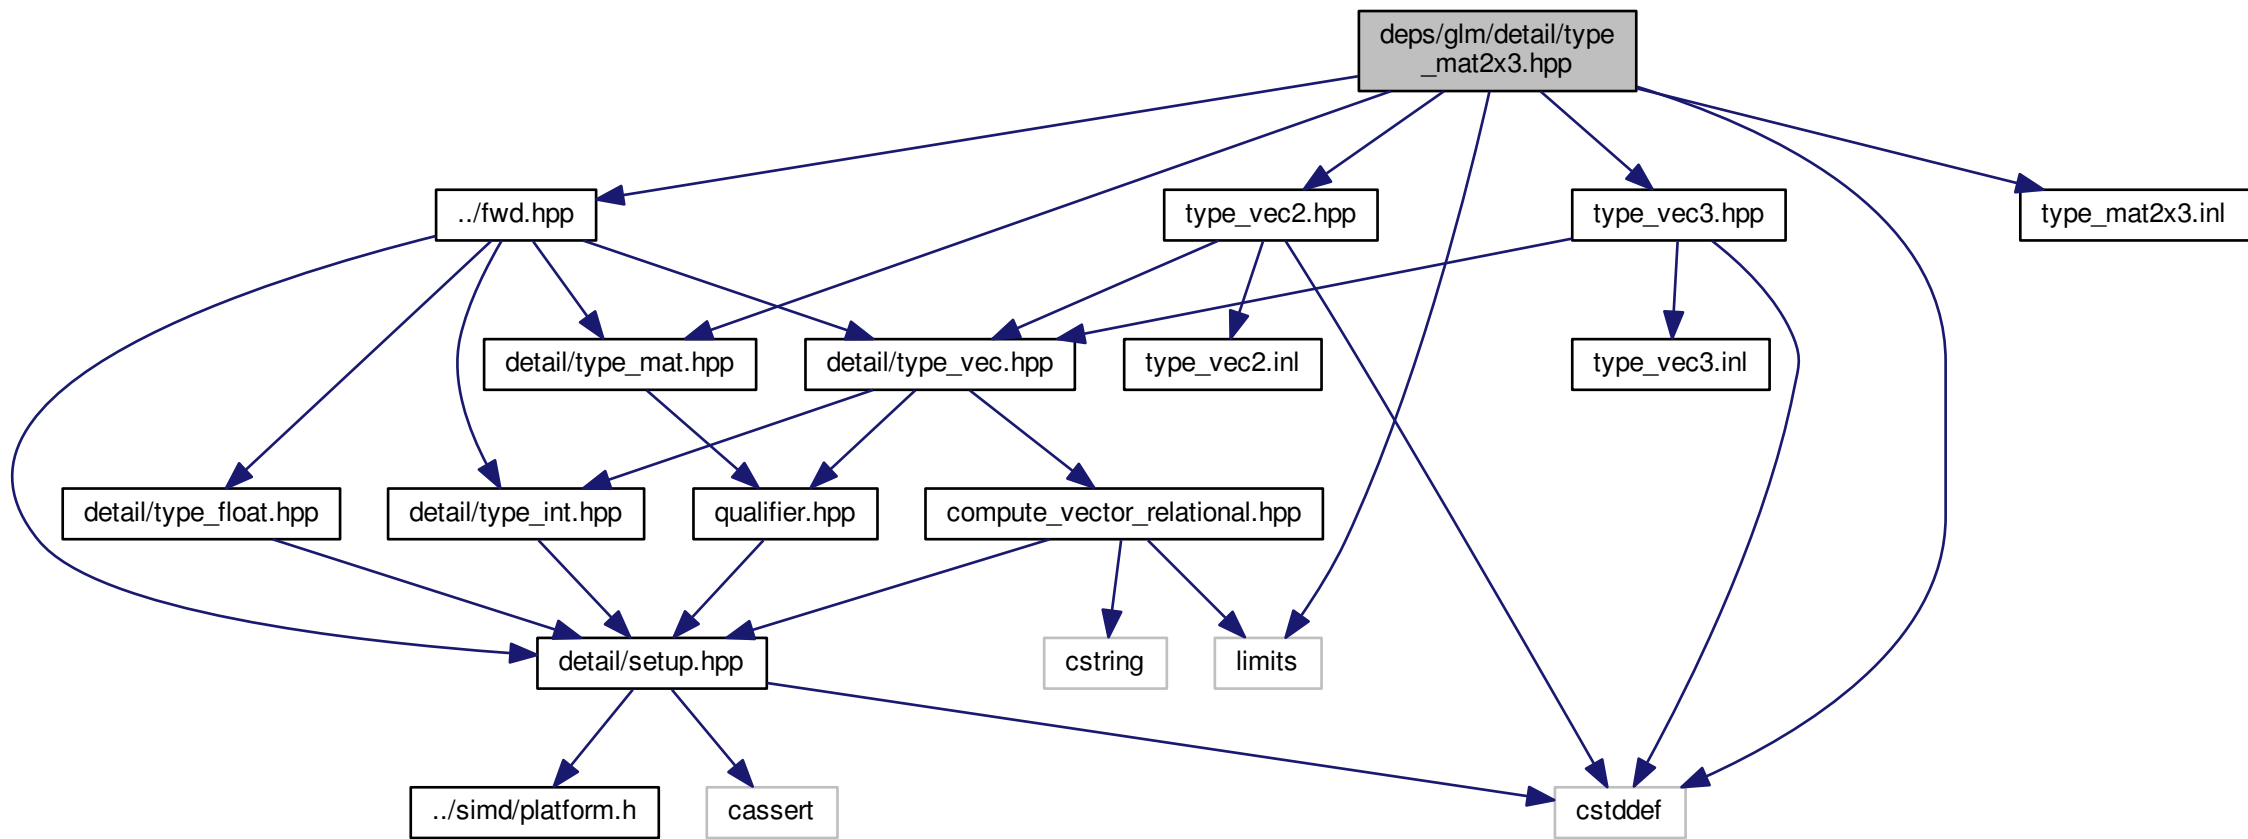 deps/glm/detail/type
_mat2x3.hpp
../fwd.hpp
type_vec2.hpp
type_vec3.hpp
type_mat2x3.inl
detail/type_mat.hpp
detail/type_vec.hpp
type_vec2.inl
type_vec3.inl
detail/type_float.hpp
detail/type_int.hpp
qualifier.hpp
compute_vector_relational.hpp
detail/setup.hpp
cstring
limits
../simd/platform.h
cassert
cstddef